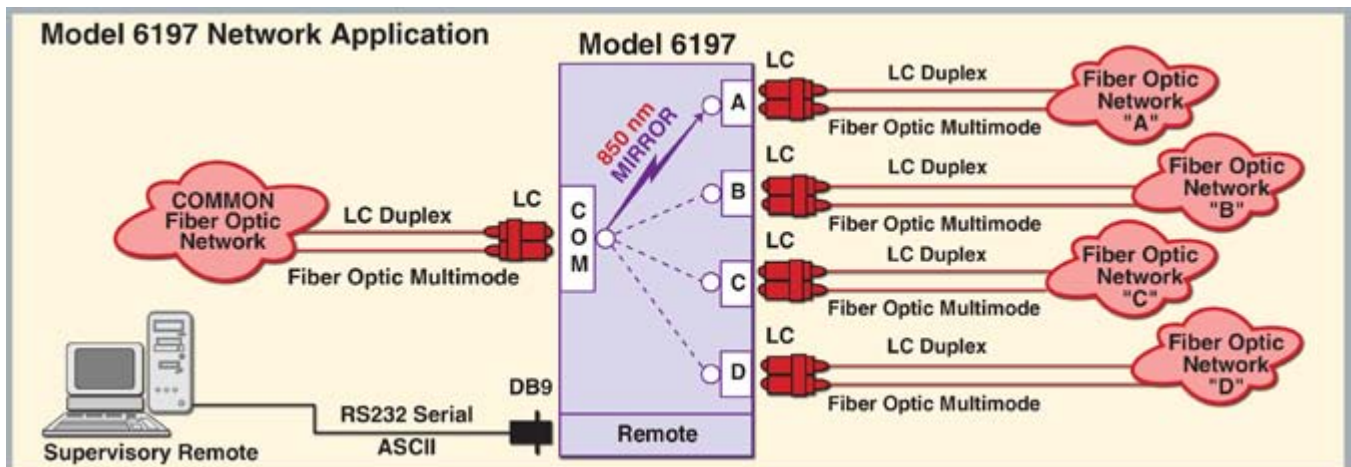 Model 6197 Network Application
Model 6197
COMMON
Fiber Optic
Network
LC Duplex
Fiber Optic Multimode
LC
COM
850 nm
MIRROR
A
B
C
D
LC
LC Duplex
Fiber Optic Multimode
Fiber Optic
Network
"A"
LC
LC Duplex
Fiber Optic Multimode
Fiber Optic
Network
"B"
LC
LC Duplex
Fiber Optic Multimode
Fiber Optic
Network
"C"
LC
LC Duplex
Fiber Optic Multimode
Fiber Optic
Network
"D"
Supervisory Remote
RS232 Serial
ASCII
DB9
Remote